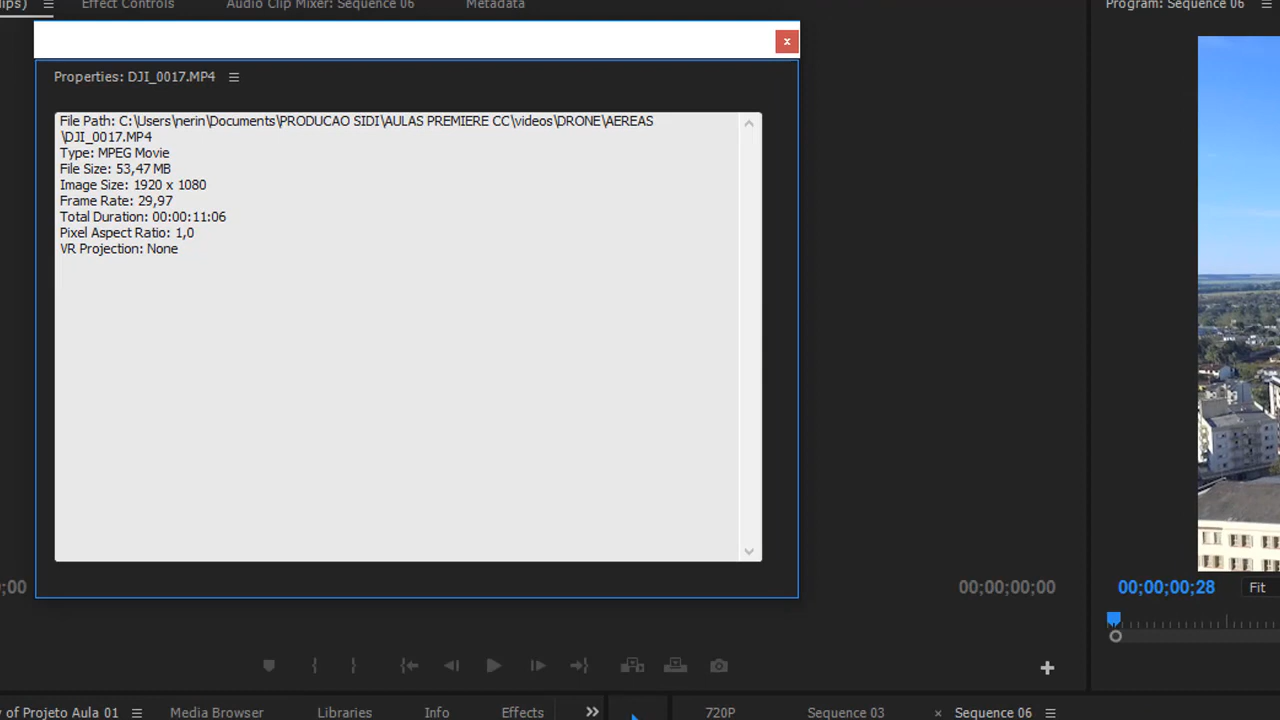 Effect Controls
Audio Clip Mixer: Sequence 06
Metadata
Program: Sequence 06
Properties: DJI_0017.MP4
File Path: C:\Users\nerin\Documents\PRODUCAO SIDI\AULAS PREMIERE CC\videos\DRONE\AEREAS
\DJI_0017.MP4
Type: MPEG Movie
File Size: 53,47 MB
Image Size: 1920 x 1080
Frame Rate: 29,97
Total Duration: 00:00:11:06
Pixel Aspect Ratio: 1,0
VR Projection: None
;00
00;00;00;00
00;00;00;28
Fit
y of Projeto Aula 01
Media Browser
Libraries
Info
Effects
720P
Sequence 03
× Sequence 06